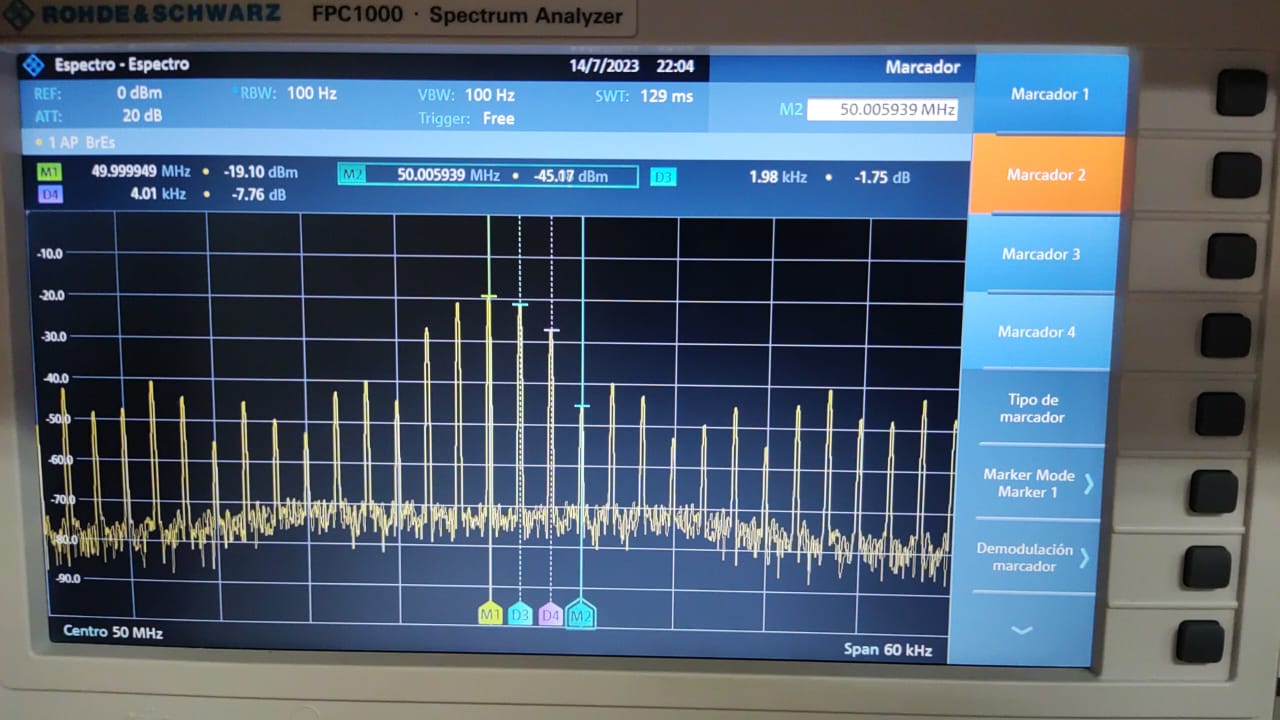 ROHDE & SCHWARZ FPC1000 · Spectrum Analyzer
Espectro - Espectro 14/7/2023 22:04 Marcador
REF: 0 dBm RBW: 100 Hz VBW: 100 Hz SWT: 129 ms
ATT: 20 dB Trigger: Free
M2 50.005939 MHz
1 AP BrEs
M1 49.999949 MHz • -19.10 dBm M2 50.005939 MHz • -45.17 dBm D3 1.98 kHz • -1.75 dB
D4 4.01 kHz • -7.76 dB
-10.0
-20.0
-30.0
-40.0
-50.0
-60.0
-70.0
-80.0
-90.0
M1 D3 D4 M2
Centro 50 MHz Span 60 kHz
Marcador 1
Marcador 2
Marcador 3
Marcador 4
Tipo de
marcador
Marker Mode
Marker 1
Demodulación
marcador